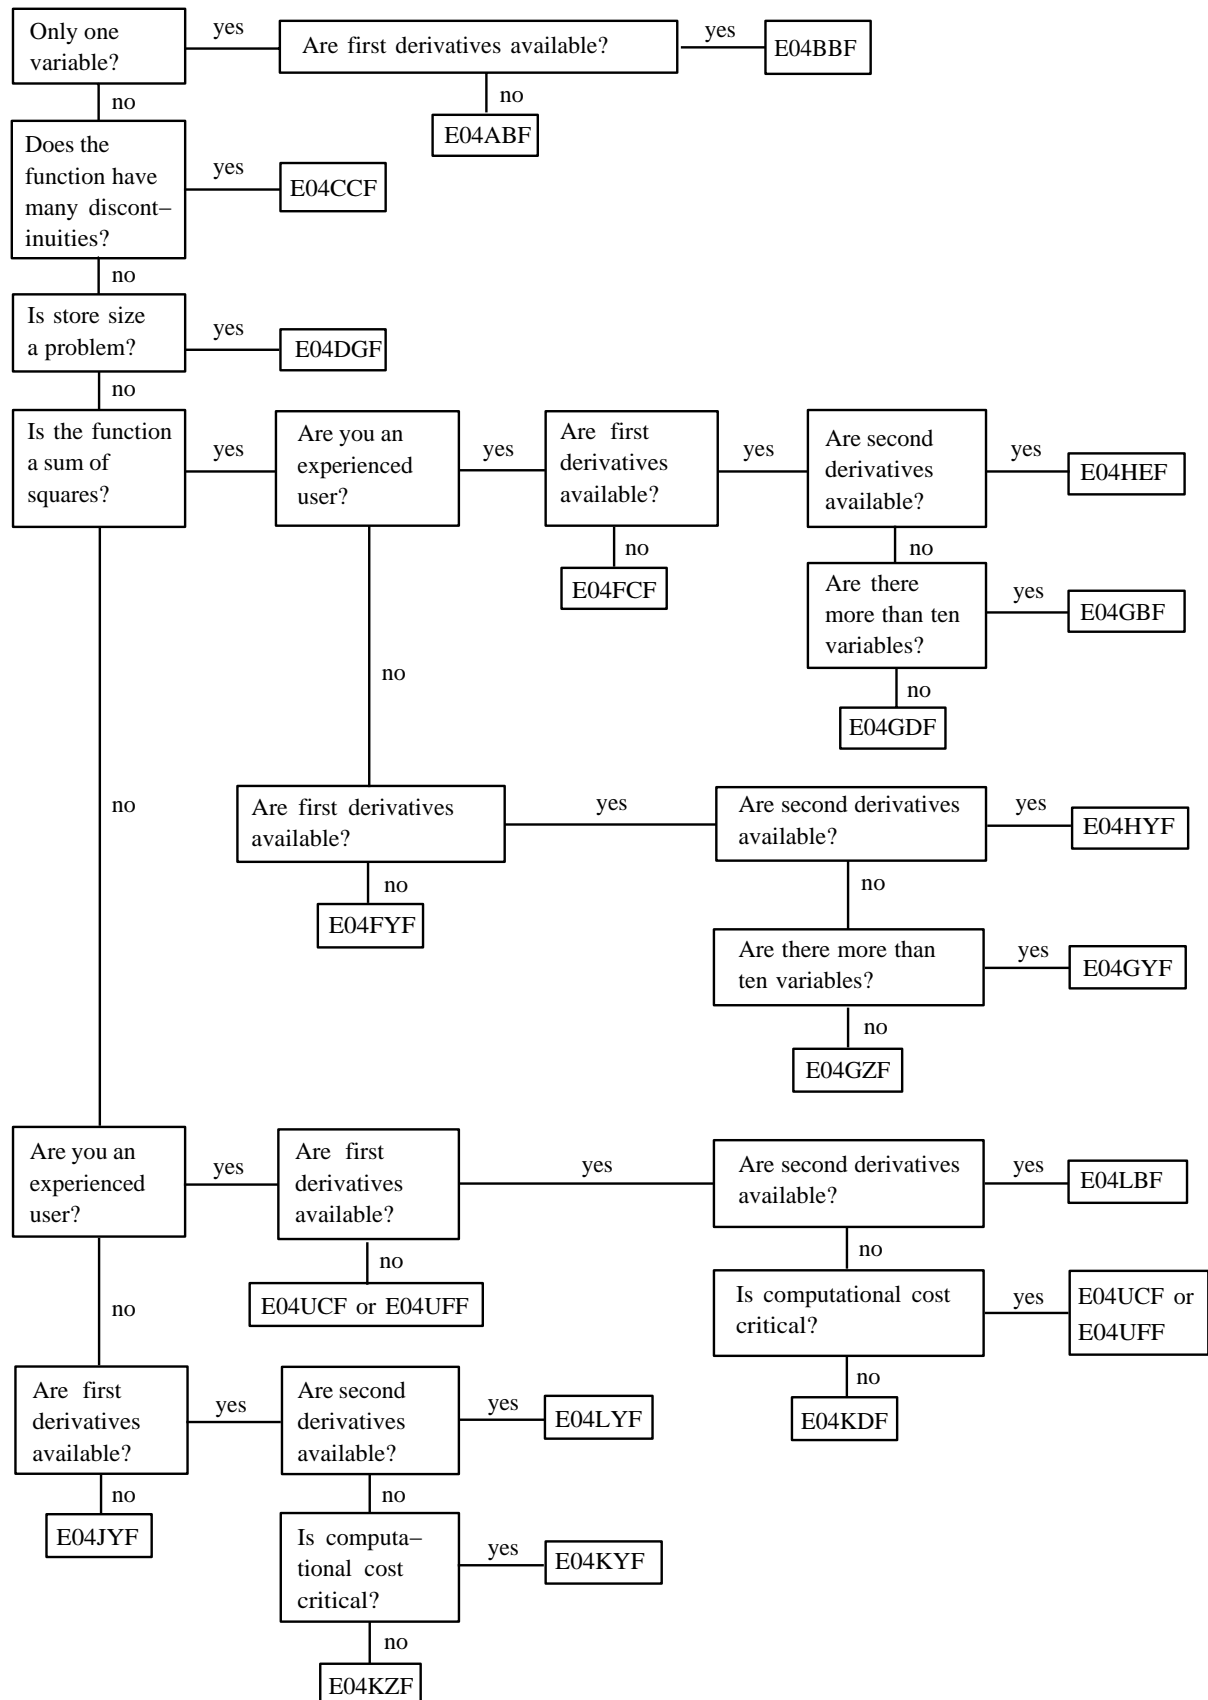 Only one
variable?
yes
Are first derivatives available?
yes
E04BBF
no
no
E04ABF
Does the
function have
many discont–
inuities?
yes
E04CCF
no
Is store size
a problem?
yes
E04DGF
no
Is the function
a sum of
squares?
yes
Are you an
experienced
user?
yes
Are first
derivatives
available?
yes
Are second
derivatives
available?
yes
E04HEF
no
E04FCF
no
Are there
more than ten
variables?
yes
E04GBF
no
E04GDF
no
no
Are first derivatives
available?
yes
Are second derivatives
available?
yes
E04HYF
no
E04FYF
no
Are there more than
ten variables?
yes
E04GYF
no
E04GZF
Are you an
experienced
user?
yes
Are first
derivatives
available?
yes
Are second derivatives
available?
yes
E04LBF
no
E04UCF or E04UFF
no
Is computational cost
critical?
yes
E04UCF or
E04UFF
no
E04KDF
no
Are first
derivatives
available?
yes
Are second
derivatives
available?
yes
E04LYF
no
E04JYF
no
Is computa–
tional cost
critical?
yes
E04KYF
no
E04KZF